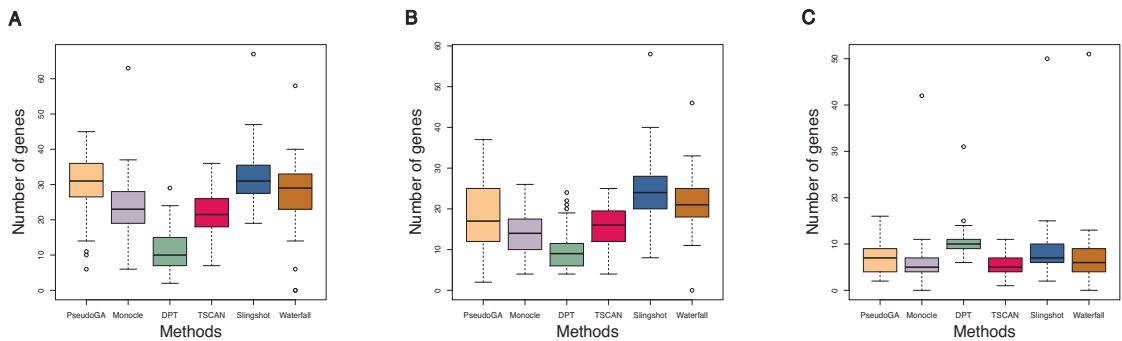 A
Number of genes
0 10 20 30 40 50 60
PseudoGA Monocle DPT TSCAN Slingshot Waterfall
Methods
B
Number of genes
0 10 20 30 40 50 60
PseudoGA Monocle DPT TSCAN Slingshot Waterfall
Methods
C
Number of genes
0 10 20 30 40 50
PseudoGA Monocle DPT TSCAN Slingshot Waterfall
Methods